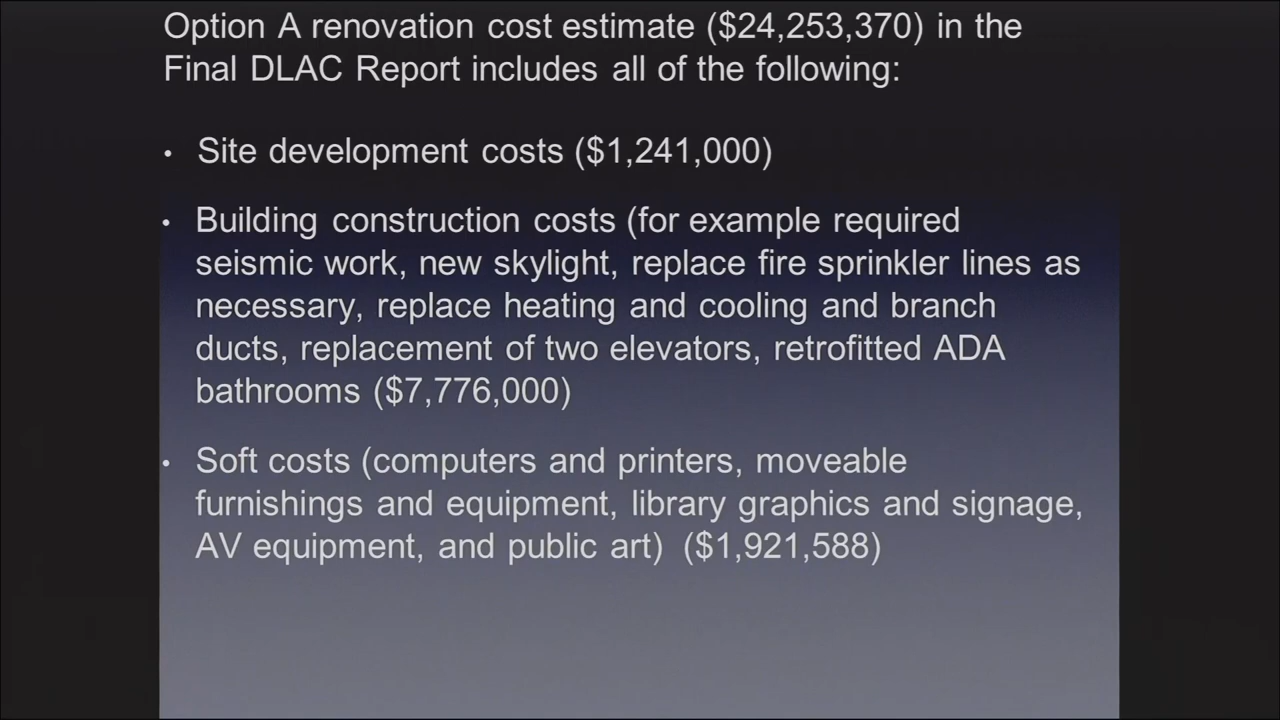 Option A renovation cost estimate ($24,253,370) in the
Final DLAC Report includes all of the following:
• Site development costs ($1,241,000)
• Building construction costs (for example required
seismic work, new skylight, replace fire sprinkler lines as
necessary, replace heating and cooling and branch
ducts, replacement of two elevators, retrofitted ADA
bathrooms ($7,776,000)
• Soft costs (computers and printers, moveable
furnishings and equipment, library graphics and signage,
AV equipment, and public art) ($1,921,588)